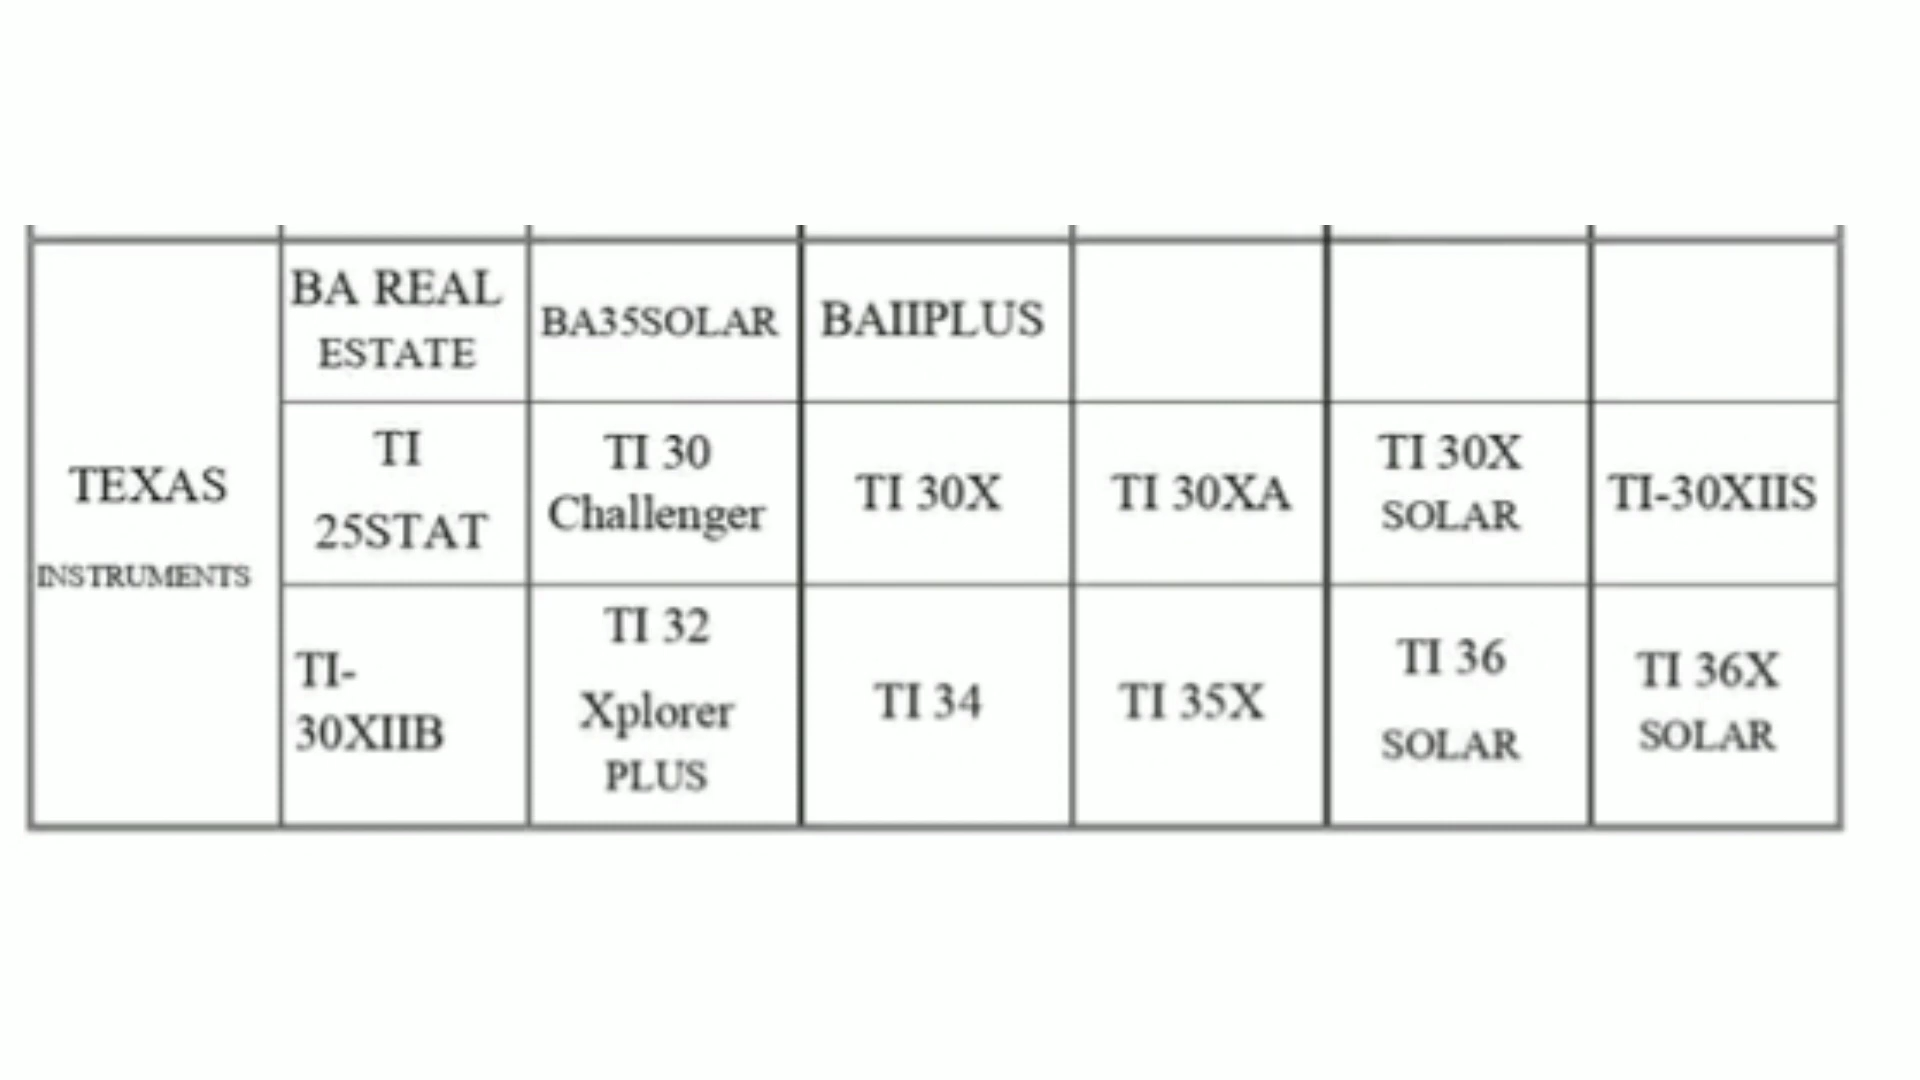 TEXAS
INSTRUMENTS
BA REAL
ESTATE
BA35SOLAR
BAIIPLUS
TI
25STAT
TI 30
Challenger
TI 30X
TI 30XA
TI 30X
SOLAR
TI-30XIIS
TI-
30XIIB
TI 32
Xplorer
PLUS
TI 34
TI 35X
TI 36
SOLAR
TI 36X
SOLAR